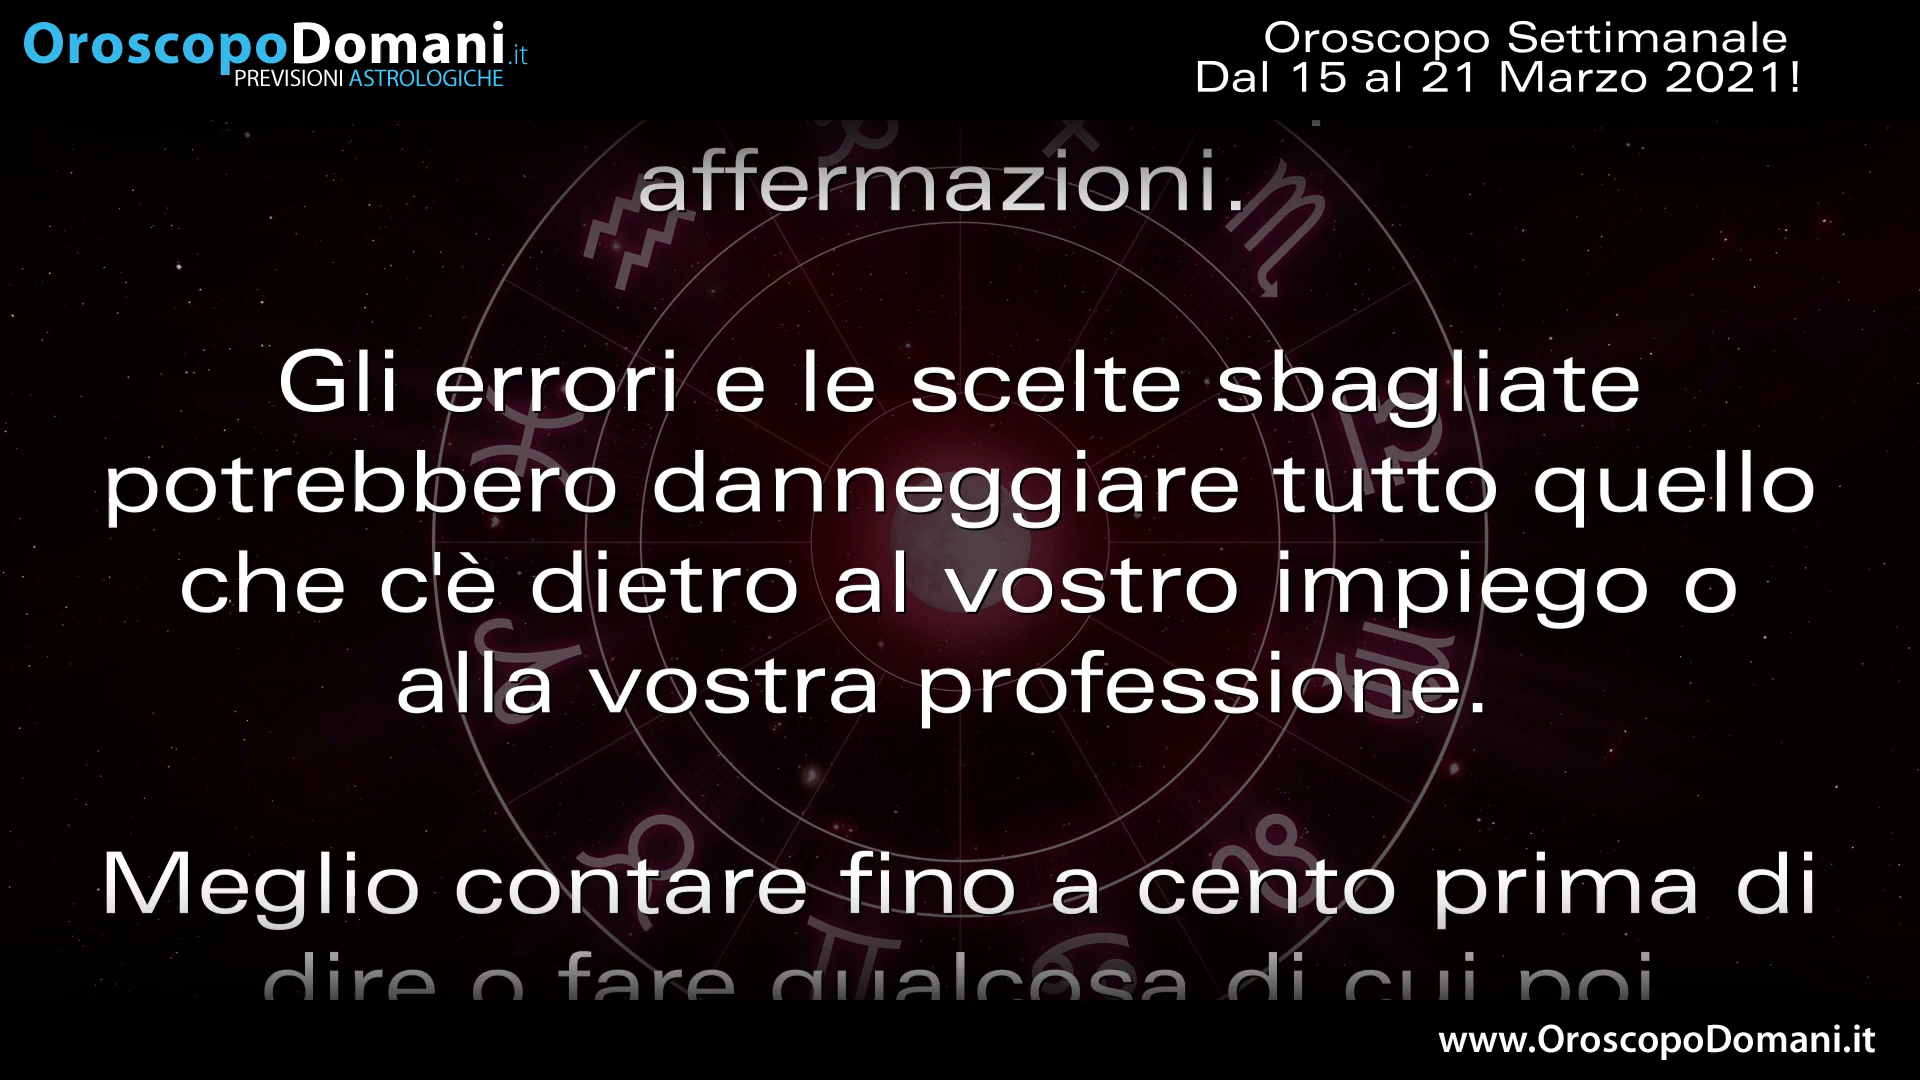 OroscopoDomani.it
PREVISIONI ASTROLOGICHE
Oroscopo Settimanale
Dal 15 al 21 Marzo 2021!
affermazioni.
Gli errori e le scelte sbagliate
potrebbero danneggiare tutto quello
che c'è dietro al vostro impiego o
alla vostra professione.
Meglio contare fino a cento prima di
dire o fare qualcosa di cui poi
www.OroscopoDomani.it